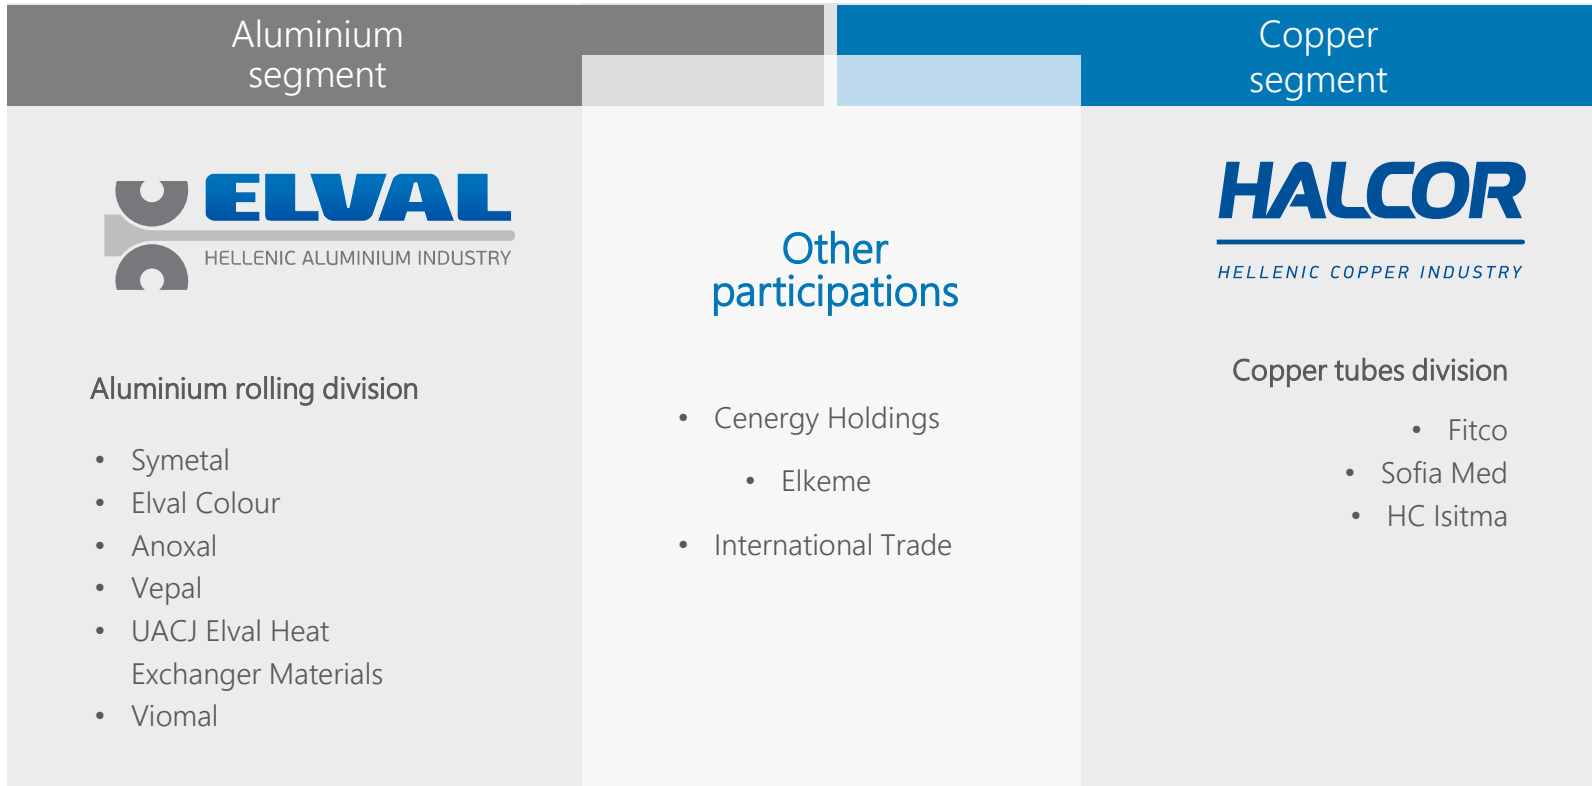 Aluminium
segment
ELVAL
HELLENIC ALUMINIUM INDUSTRY
Aluminium rolling division
• Symetal
• Elval Colour
• Anoxal
• Vepal
• UACJ Elval Heat
Exchanger Materials
• Viomal
Other
participations
• Cenergy Holdings
• Elkeme
• International Trade
Copper
segment
HALCOR
HELLENIC COPPER INDUSTRY
Copper tubes division
• Fitco
• Sofia Med
• HC Isitma